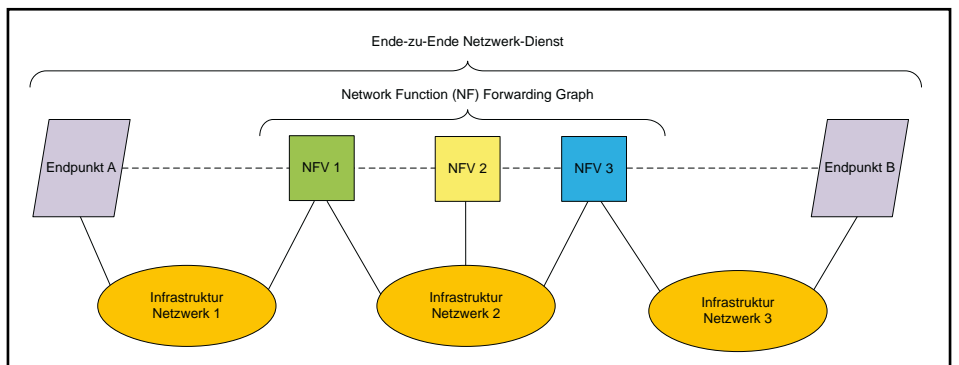 Ende-zu-Ende Netzwerk-Dienst
Network Function (NF) Forwarding Graph
Endpunkt A
NFV 1
NFV 2
NFV 3
Endpunkt B
Infrastruktur
Netzwerk 1
Infrastruktur
Netzwerk 2
Infrastruktur
Netzwerk 3